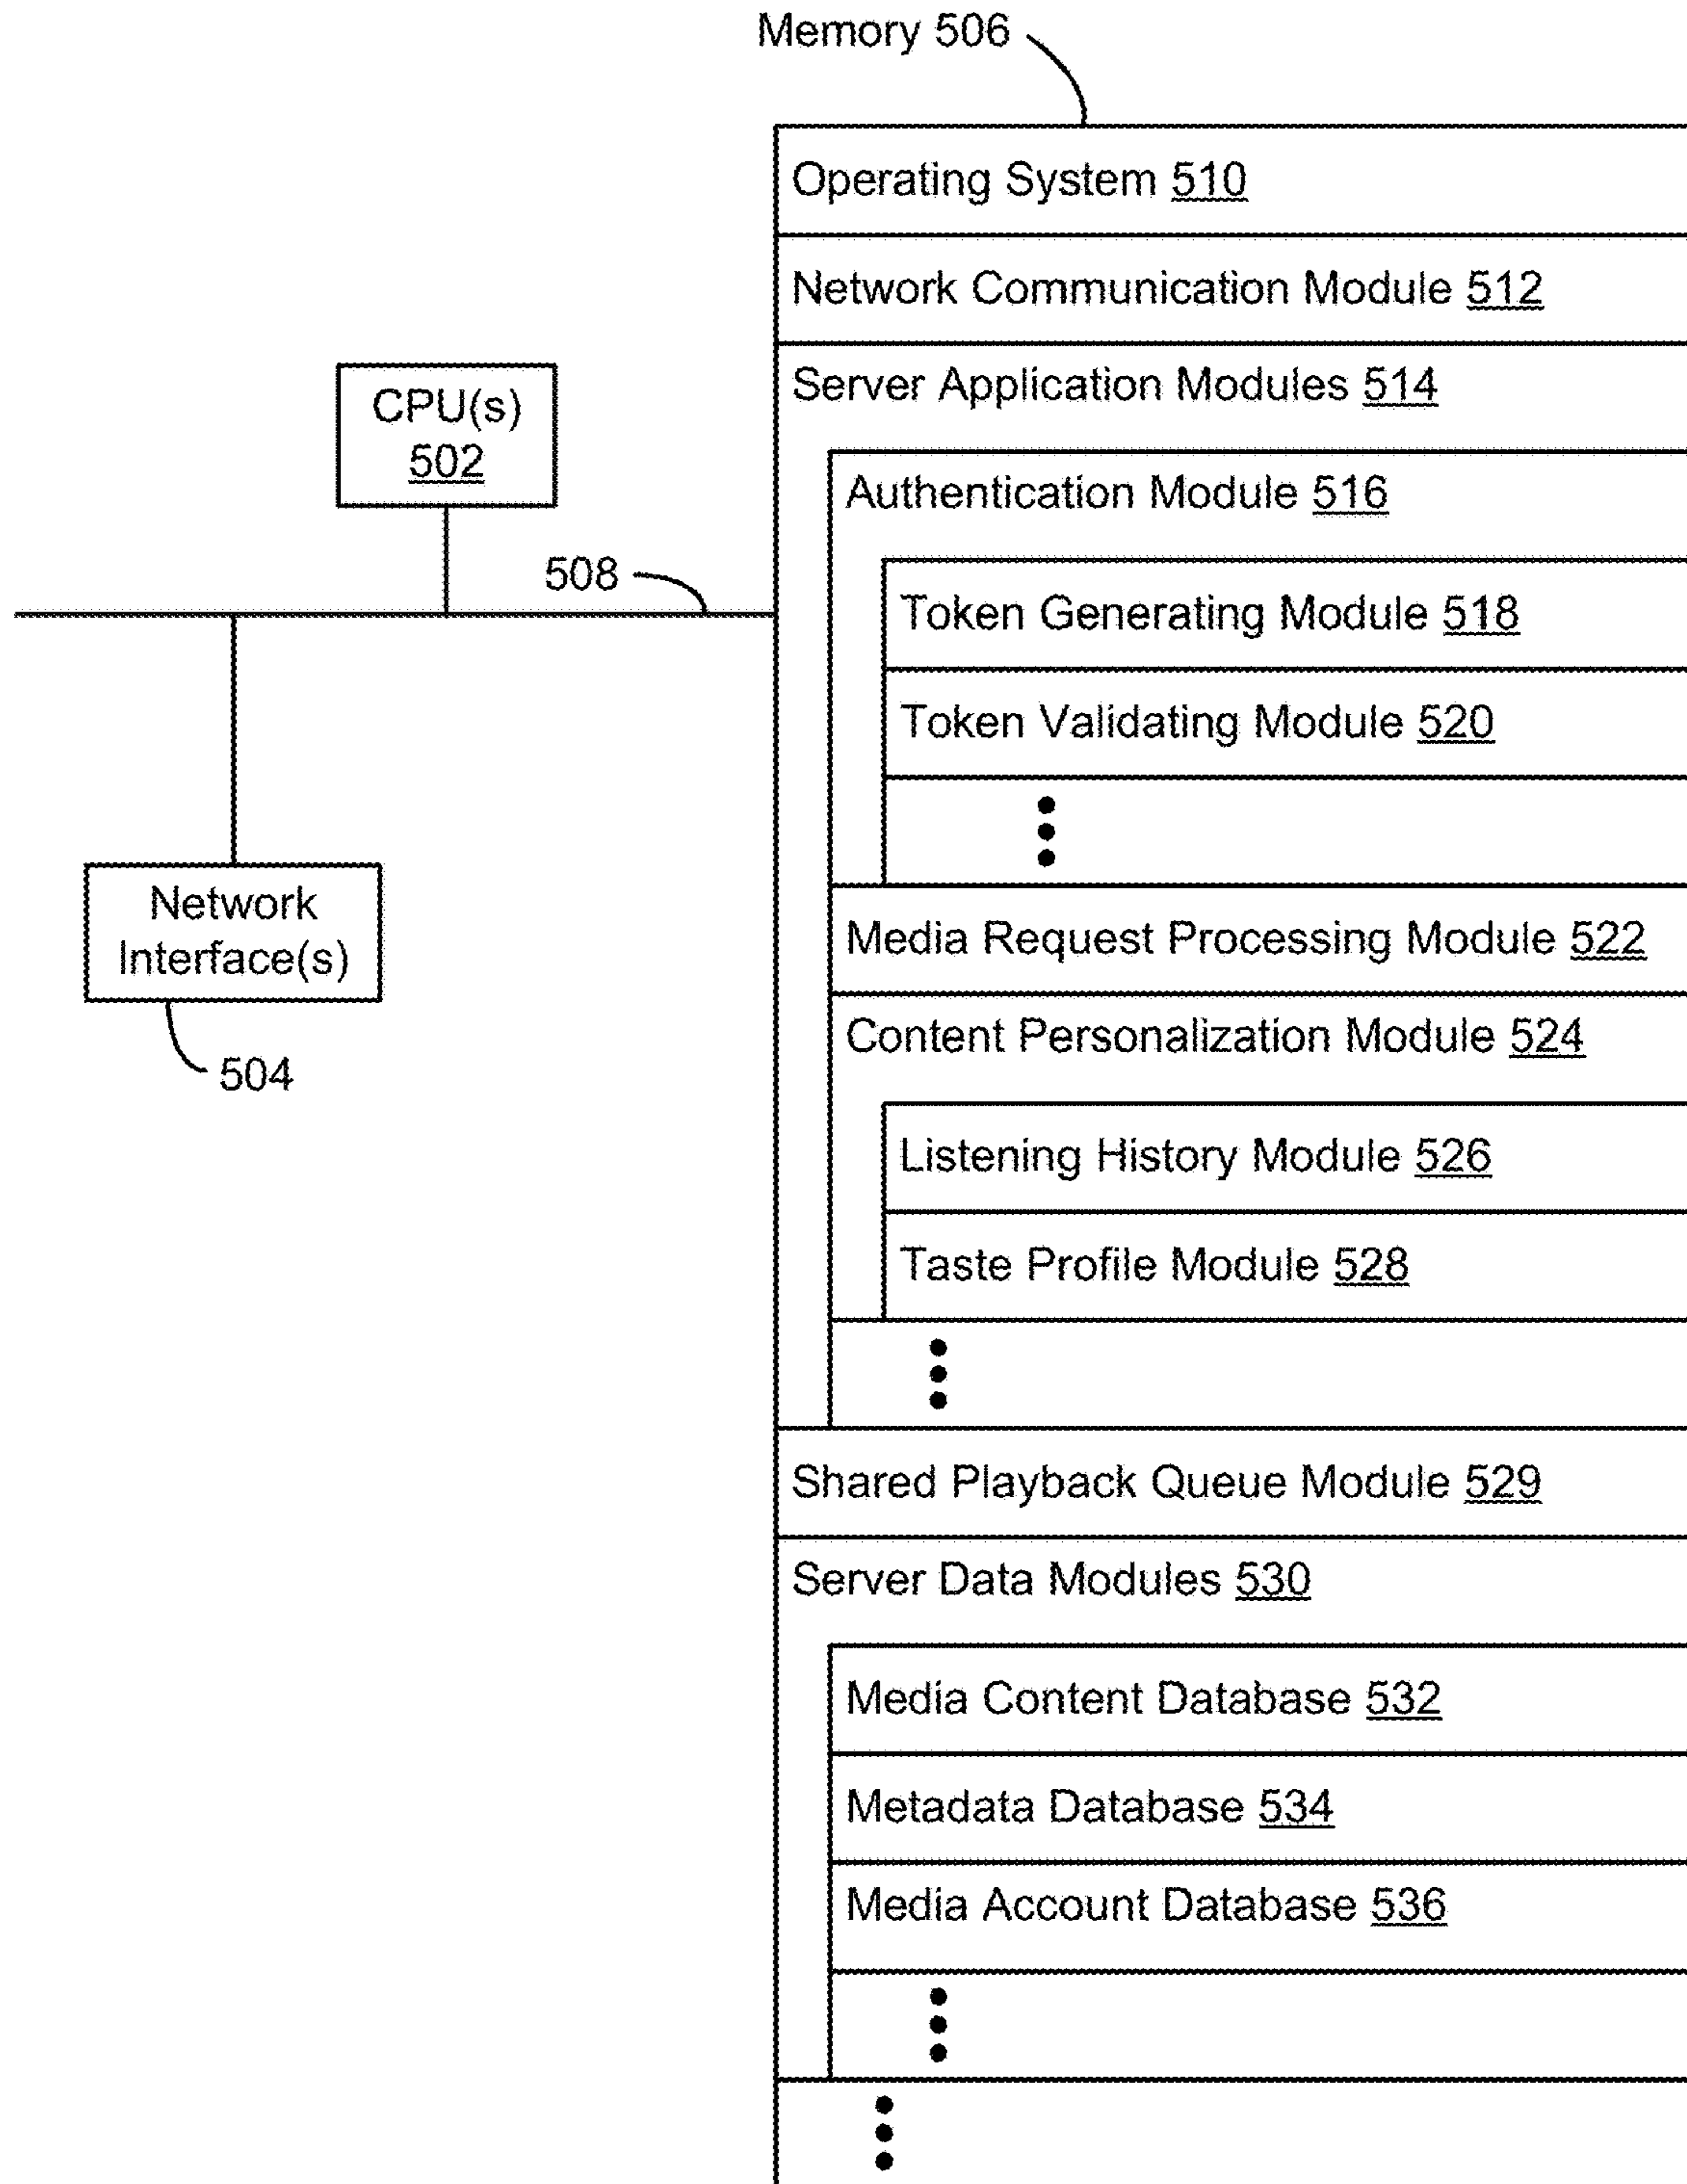 Memory 506
Operating System 510
Network Communication Module 512
Server Application Modules 514
CPU(s)
502
Authentication Module 516
508
Token Generating Module 518
Token Validating Module 520
Network
Interface(s)
504
Media Request Processing Module 522
Content Personalization Module 524
Listening History Module 526
Taste Profile Module 528
Shared Playback Queue Module 529
Server Data Modules 530
Media Content Database 532
Metadata Database 534
Media Account Database 536